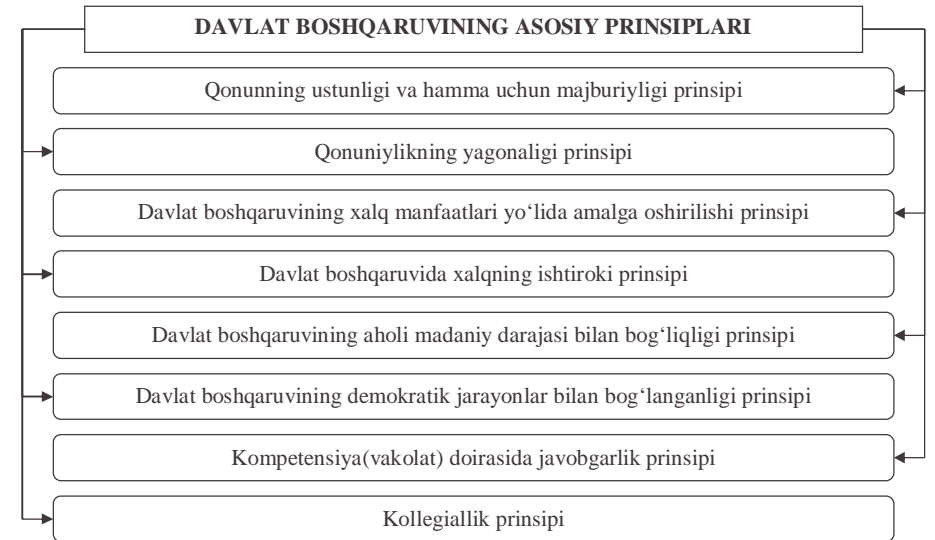 DAVLAT BOSHQARUVINING ASOSIY PRINSIPLARI
Qonunning ustunligi va hamma uchun majburiyligi prinsipi
Qonuniylikning yagonaligi prinsipi
Davlat boshqaruvining xalq manfaatlari yo‘lida amalga oshirilishi prinsipi
Davlat boshqaruvida xalqning ishtiroki prinsipi
Davlat boshqaruvining aholi madaniy darajasi bilan bog‘liqligi prinsipi
Davlat boshqaruvining demokratik jarayonlar bilan bog‘langanligi prinsipi
Kompetensiya(vakolat) doirasida javobgarlik prinsipi
Kollegiallik prinsipi